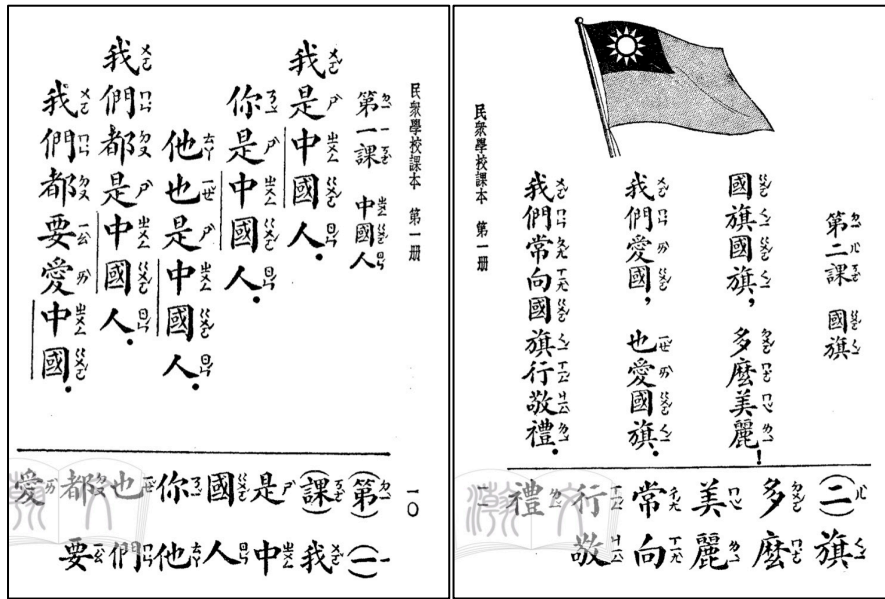 民衆學校課本 第一册
第一課 中國人
我是中國人.
你是中國人.
他也是中國人.
我們都是中國人.
我們都要愛中國.
一〇
(第一
課)我
是中
國人
你他
也們
都要
愛
第二課 國旗
國旗國旗,多麼美麗!
我們愛國,也愛國旗.
我們常向國旗行敬禮.
民衆學校課本 第一册
(二)旗
多麼
美麗
常向
行敬
禮
一一